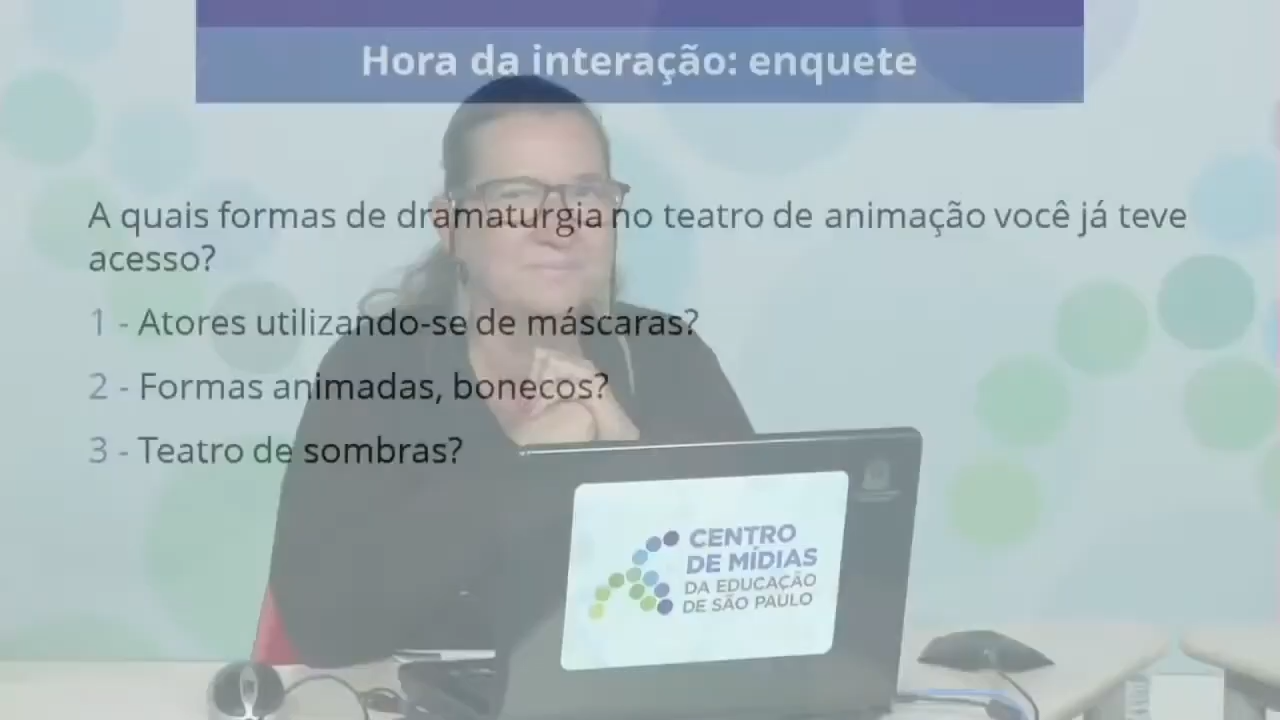 Hora da interação: enquete
A quais formas de dramaturgia no teatro de animação você já teve
acesso?
1 - Atores utilizando-se de máscaras?
2 - Formas animadas, bonecos?
3 - Teatro de sombras?
CENTRO
DE MÍDIAS
DA EDUCAÇÃO
DE SÃO PAULO